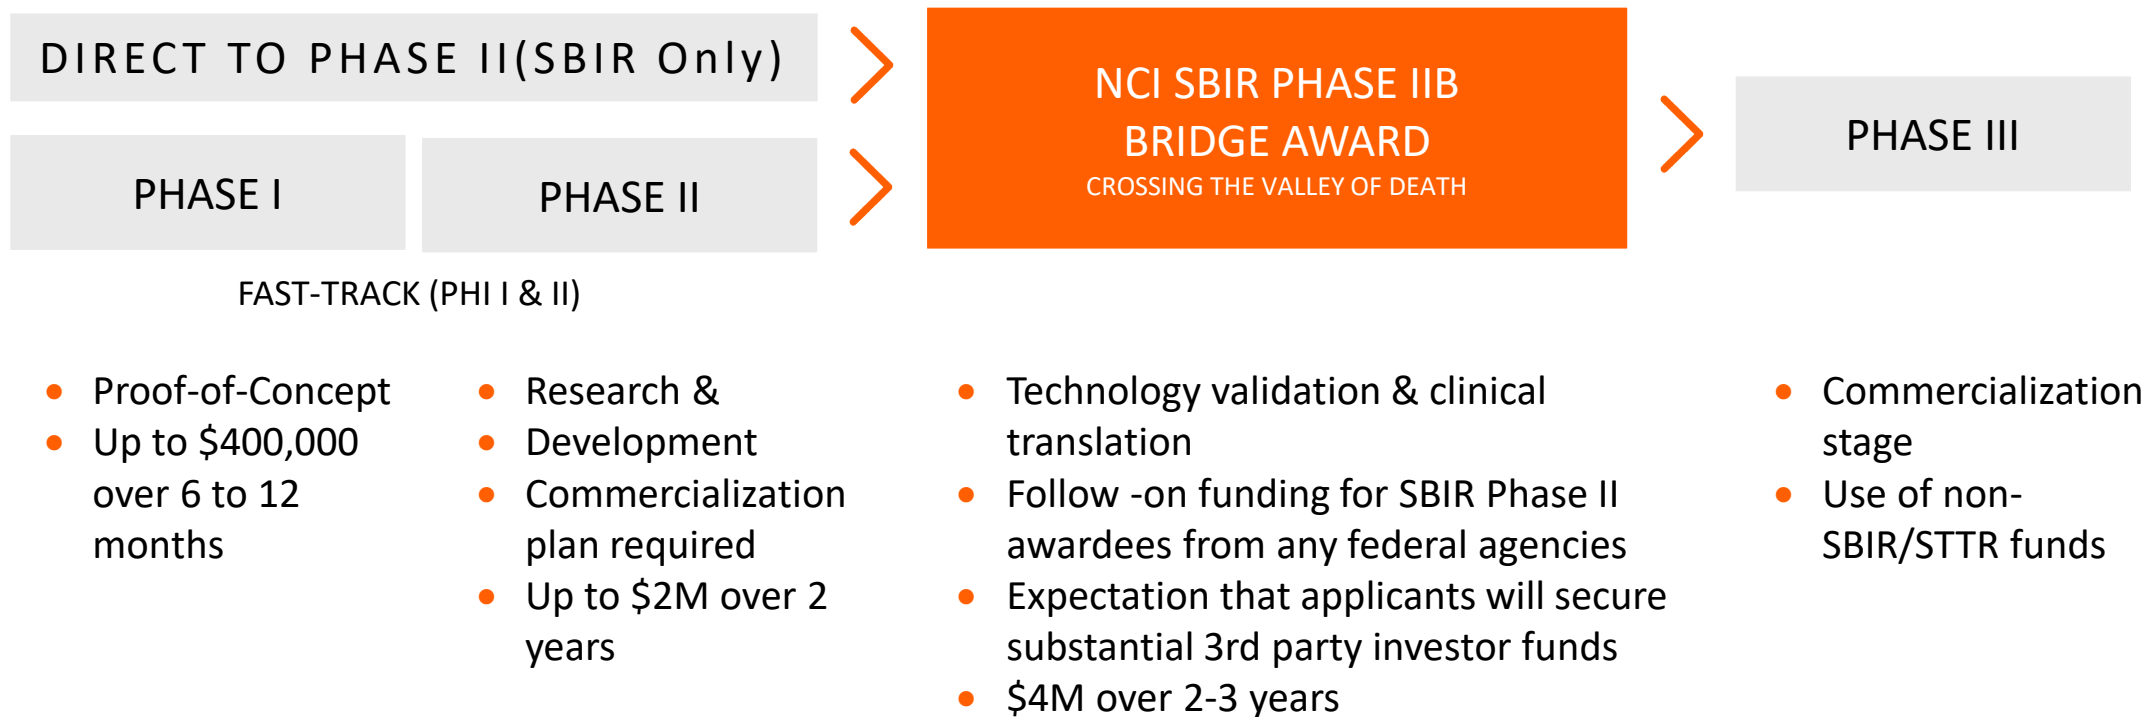 DIRECT TO PHASE II(SBIR Only)
PHASE I
PHASE II
FAST-TRACK (PHI I & II)
NCI SBIR PHASE IIB
BRIDGE AWARD
CROSSING THE VALLEY OF DEATH
PHASE III
• Proof-of-Concept
• Up to $400,000
over 6 to 12
months
• Research &
• Development
• Commercialization
plan required
• Up to $2M over 2
years
• Technology validation & clinical
translation
• Follow -on funding for SBIR Phase II
awardees from any federal agencies
• Expectation that applicants will secure
substantial 3rd party investor funds
• $4M over 2-3 years
• Commercialization
stage
• Use of non-
SBIR/STTR funds